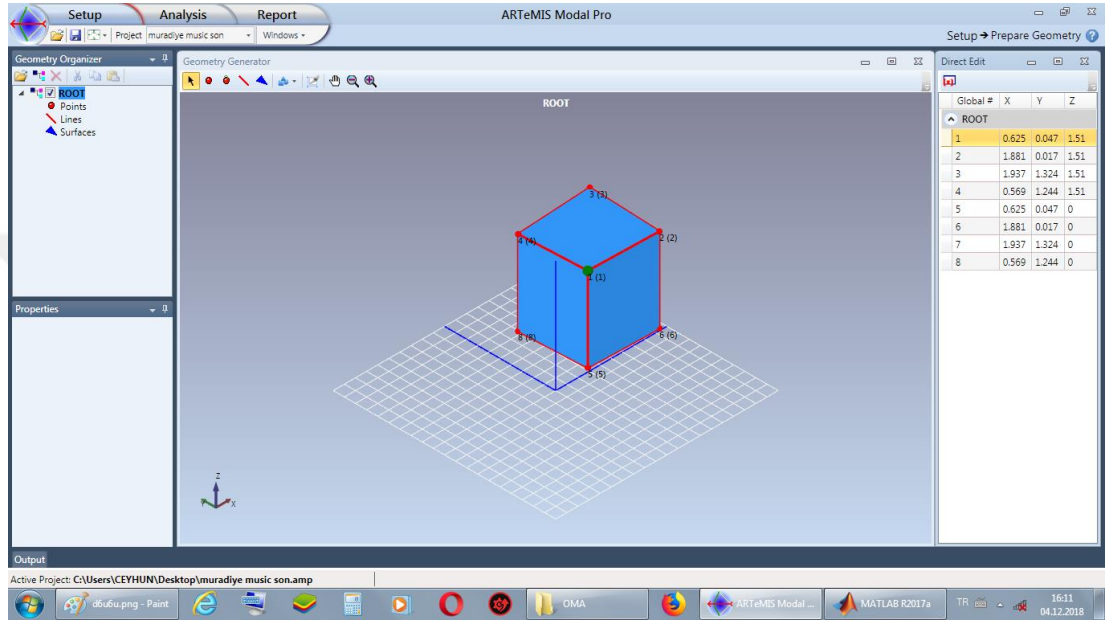 Setup Analysis Report ARTeMIS Modal Pro
Project muradiye music son Windows Setup → Prepare Geometry
Geometry Organizer
Geometry Generator
Direct Edit
ROOT
Points
Lines
Surfaces
Properties
ROOT
3 (3)
4 (4)
2 (2)
1 (1)
8 (8)
6 (6)
5 (5)
Z
X
Global # X Y Z
ROOT
1 0.625 0.047 1.51
2 1.881 0.017 1.51
3 1.937 1.324 1.51
4 0.569 1.244 1.51
5 0.625 0.047 0
6 1.881 0.017 0
7 1.937 1.324 0
8 0.569 1.244 0
Output
Active Project: C:\Users\CEYHUN\Desktop\muradiye music son.amp
d6u6u.png - Paint OMA ARTeMIS Modal ... MATLAB R2017a TR 16:11
04.12.2018